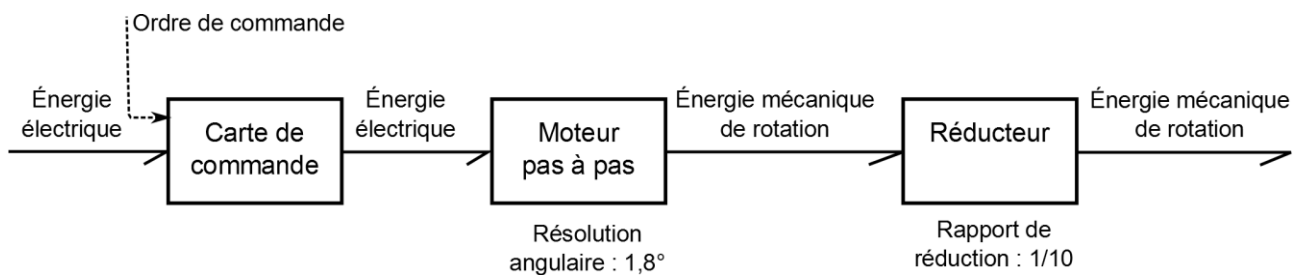 Ordre de commande
Énergie
électrique
Carte de
commande
Énergie
électrique
Moteur
pas à pas
Résolution
angulaire : 1,8°
Énergie mécanique
de rotation
Réducteur
Rapport de
réduction : 1/10
Énergie mécanique
de rotation